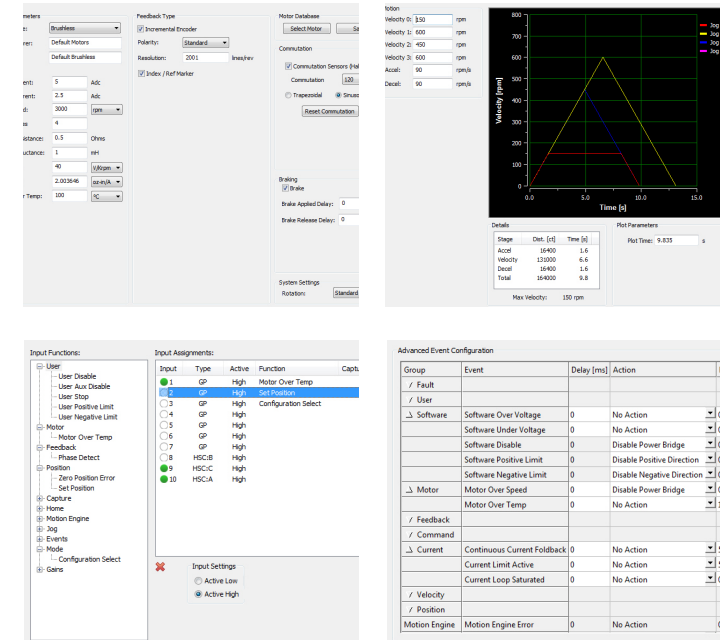 meters
Brushless
Default Motors
Default Brushless
5 Adc
2.5 Adc
3000 rpm
4
0.5 Ohms
1 mH
40 V/Krpm
2.003646 oz-in/A
Temp: 100 °C
Feedback Type
Incremental Encoder
Polarity: Standard
Resolution: 2001 lines/rev
Index / Ref Marker
Motor Database
Select Motor
Commutation
Commutation Sensors (Hal
Commutation 120
Trapezoidal Sinuso
Reset Commutation
Braking
Brake
Brake Applied Delay: 0
Brake Release Delay: 0
System Settings
Rotation: Standard
Motion
Velocity 0: 150 rpm
Velocity 1: 600 rpm
Velocity 2: 450 rpm
Velocity 3: 600 rpm
Accel: 90 rpm/s
Decel: 90 rpm/s
Velocity [rpm]
800
700
600
500
400
300
200
100
0
0.0 5.0 10.0 15.0
Time [s]
Jog
Jog
Jog
Jog
Details
Stage Dist. [ct] Time [s]
Accel 16400 1.6
Velocity 131000 6.6
Decel 16400 1.6
Total 164000 9.8
Max Velocity: 150 rpm
Plot Parameters
Plot Time: 9.835 s
Input Functions:
User
User Disable
User Aux Disable
User Stop
User Positive Limit
User Negative Limit
Motor
Motor Over Temp
Feedback
Phase Detect
Position
Zero Position Error
Set Position
Capture
Home
Motion Engine
Jog
Events
Mode
Configuration Select
Gains
Input Assignments:
Input Type Active Function Captu
1 GP High Motor Over Temp
2 GP High Set Position
3 GP High Configuration Select
4 GP High
5 GP High
6 GP High
7 GP High
8 HSC:B High
9 HSC:C High
10 HSC:A High
Input Settings
Active Low
Active High
Advanced Event Configuration
Group Event Delay [ms] Action
Fault
User
Software Software Over Voltage 0 No Action
Software Under Voltage 0 No Action
Software Disable 0 Disable Power Bridge
Software Positive Limit 0 Disable Positive Direction
Software Negative Limit 0 Disable Negative Direction
Motor Motor Over Speed 0 Disable Power Bridge
Motor Over Temp 0 No Action
Feedback
Command
Current Continuous Current Foldback 0 No Action
Current Limit Active 0 No Action
Current Loop Saturated 0 No Action
Velocity
Position
Motion Engine Motion Engine Error 0 No Action